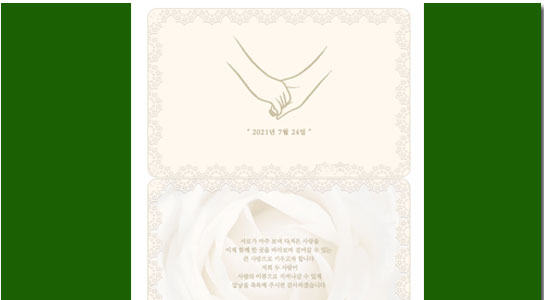 " 2021년 7월 24일 "
서로가 마주 보며 다져온 사랑을
이제 함께 한 곳을 바라보며 걸어갈 수 있는
큰 사랑으로 키우고자 합니다
저희 두 사람이
사랑의 이름으로 지켜나갈 수 있게
앞날을 축복해 주시면 감사하겠습니다